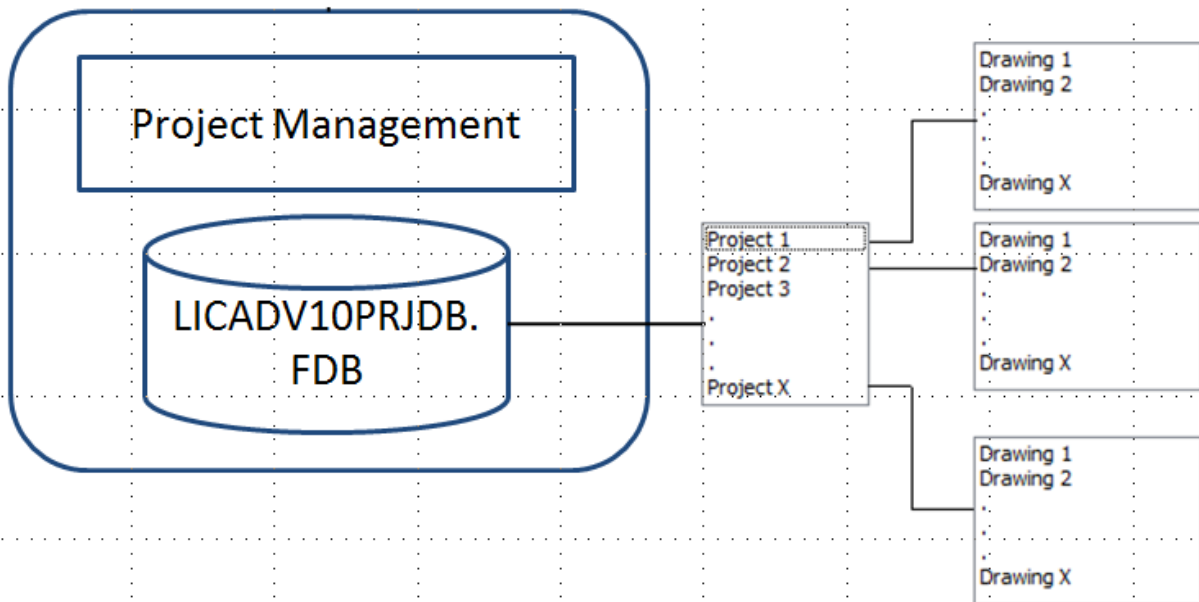 Project Management
LICADV10PRJDB.
FDB
Project 1
Project 2
Project 3
.
.
.
Project X
Drawing 1
Drawing 2
.
.
.
Drawing X
Drawing 1
Drawing 2
.
.
.
Drawing X
Drawing 1
Drawing 2
.
.
.
Drawing X